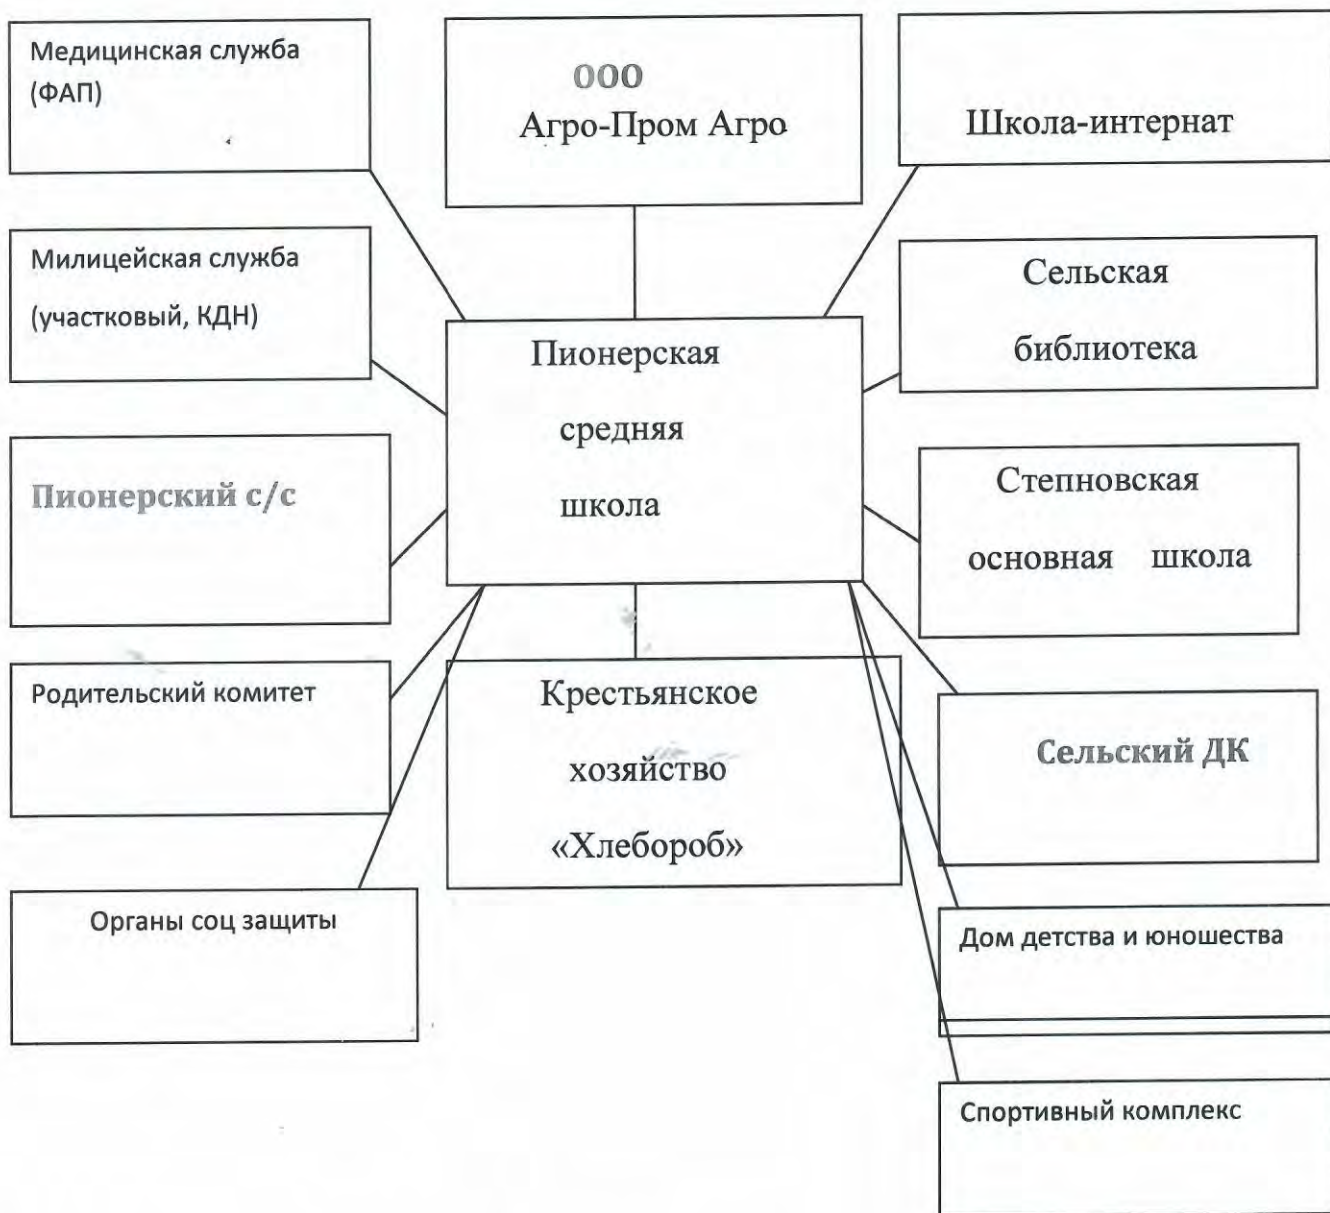 Медицинская служба
(ФАП)
ООО
Агро-Пром Агро
Школа-интернат
Милицейская служба
(участковый, КДН)
Сельская
библиотека
Пионерская
средняя
школа
Пионерский с/с
Степновская
основная школа
Родительский комитет
Крестьянское
хозяйство
«Хлебороб»
Сельский ДК
Органы соц защиты
Дом детства и юношества
Спортивный комплекс